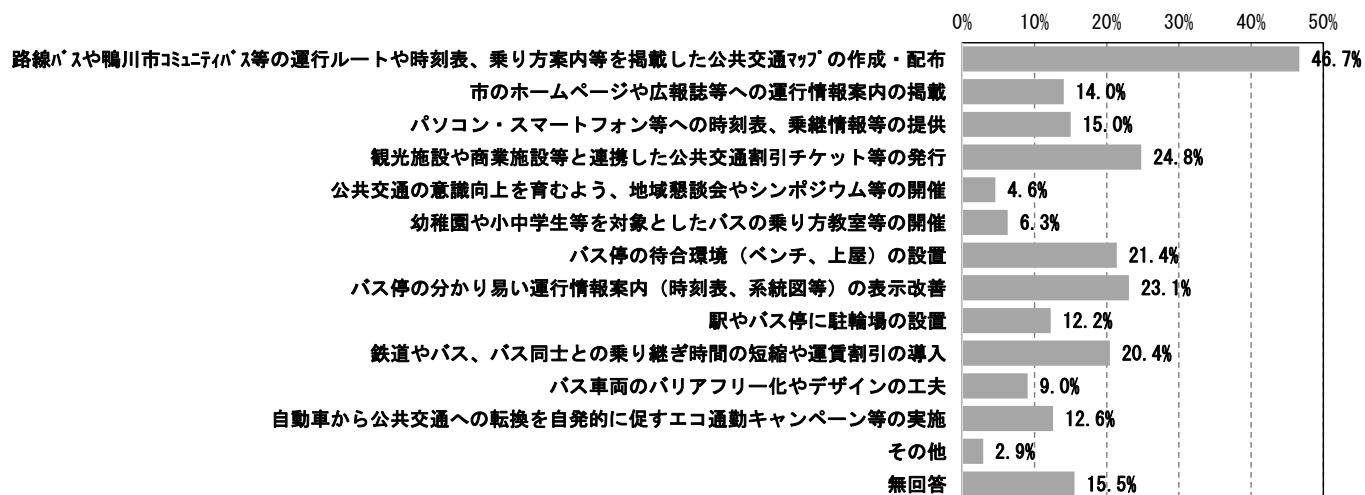 0% 10% 20% 30% 40% 50%
路線ﾊﾞｽや鴨川市ｺﾐｭﾆﾃｨﾊﾞｽ等の運行ルートや時刻表、乗り方案内等を掲載した公共交通ﾏｯﾌﾟの作成・配布 46.7%
市のホームページや広報誌等への運行情報案内の掲載 14.0%
パソコン・スマートフォン等への時刻表、乗継情報等の提供 15.0%
観光施設や商業施設等と連携した公共交通割引チケット等の発行 24.8%
公共交通の意識向上を育むよう、地域懇談会やシンポジウム等の開催 4.6%
幼稚園や小中学生等を対象としたバスの乗り方教室等の開催 6.3%
バス停の待合環境（ベンチ、上屋）の設置 21.4%
バス停の分かり易い運行情報案内（時刻表、系統図等）の表示改善 23.1%
駅やバス停に駐輪場の設置 12.2%
鉄道やバス、バス同士との乗り継ぎ時間の短縮や運賃割引の導入 20.4%
バス車両のバリアフリー化やデザインの工夫 9.0%
自動車から公共交通への転換を自発的に促すエコ通勤キャンペーン等の実施 12.6%
その他 2.9%
無回答 15.5%